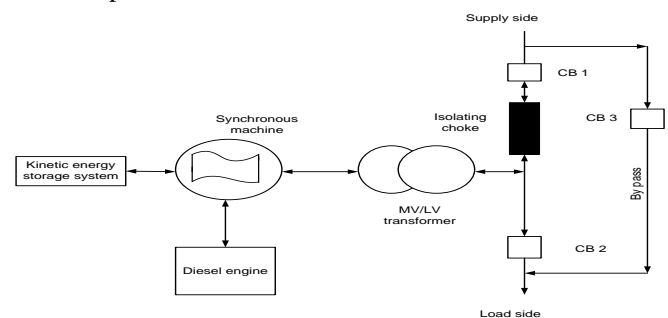 Supply side
CB 1
Synchronous
machine
Isolating
choke
CB 3
Kinetic energy
storage system
By pass
MV/LV
transformer
CB 2
Diesel engine
Load side